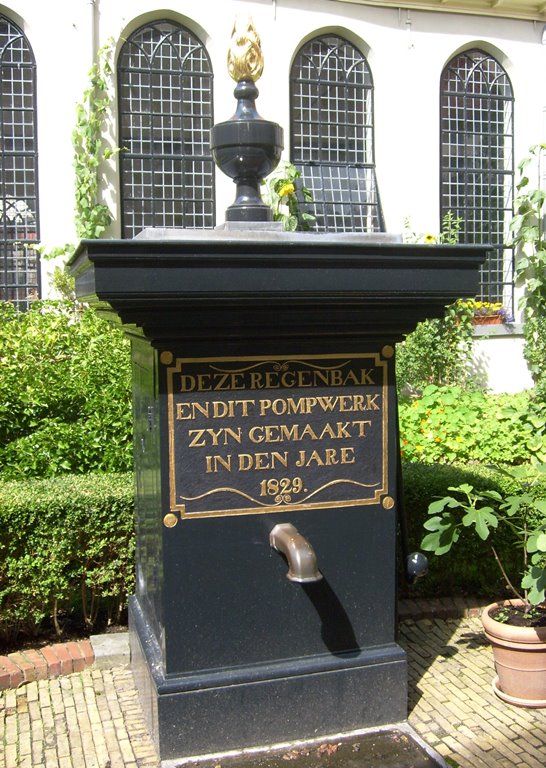 DEZE REGENBAK
EN DIT POMPWERK
ZYN GEMAAKT
IN DEN JARE
1829.